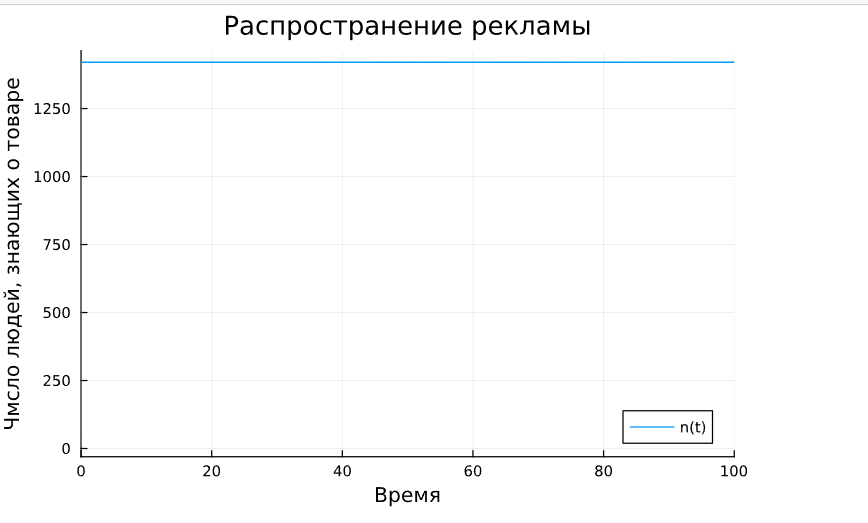 Распространение рекламы
Чмсло людей, знающих о товаре
1250
1000
750
500
250
0
0 20 40 60 80 100
n(t)
Время